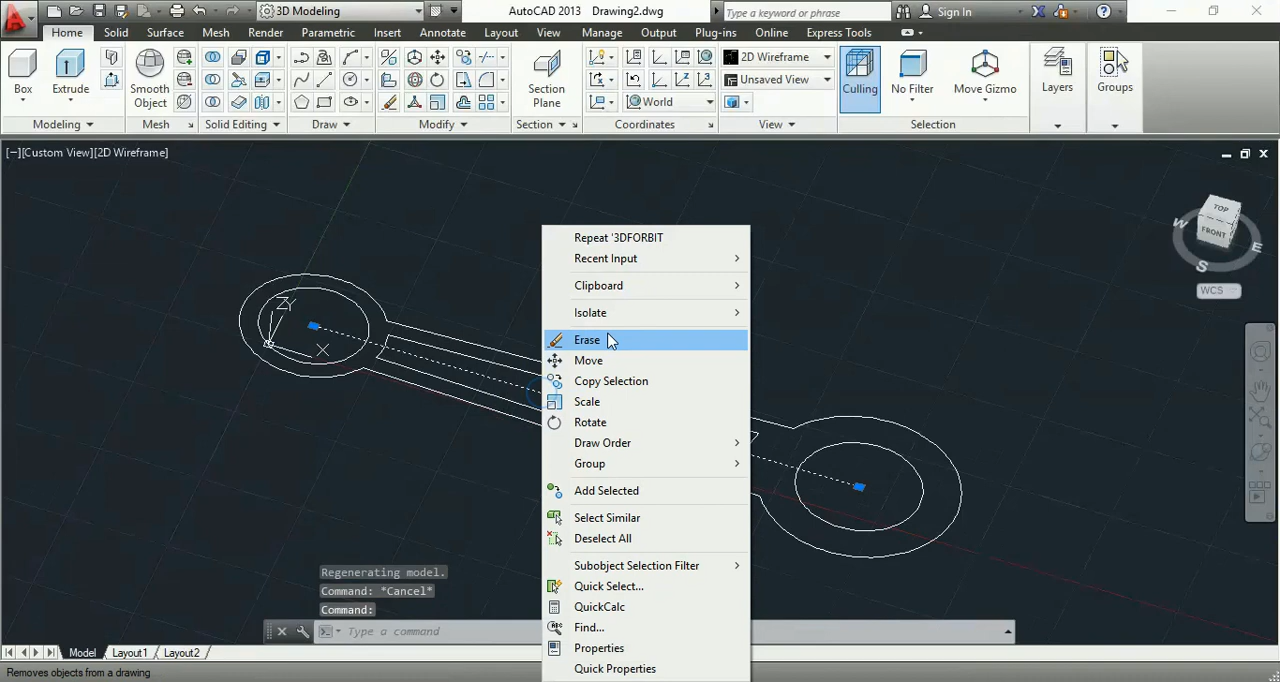 3D Modeling
AutoCAD 2013 Drawing2.dwg
Type a keyword or phrase
Sign In
Home Solid Surface Mesh Render Parametric Insert Annotate Layout View Manage Output Plug-ins Online Express Tools
Box
Extrude
Smooth
Object
Section
Plane
World
2D Wireframe
Unsaved View
Culling
No Filter
Move Gizmo
Layers
Groups
Modeling
Mesh
Solid Editing
Draw
Modify
Section
Coordinates
View
Selection
[−][Custom View][2D Wireframe]
TOP
FRONT
W
E
S
WCS
ZY
X
Repeat '3DFORBIT
Recent Input
Clipboard
Isolate
Erase
Move
Copy Selection
Scale
Rotate
Draw Order
Group
Add Selected
Select Similar
Deselect All
Subobject Selection Filter
Quick Select...
QuickCalc
Find...
Properties
Quick Properties
Regenerating model.
Command: *Cancel*
Command:
Type a command
Model Layout1 Layout2
Removes objects from a drawing